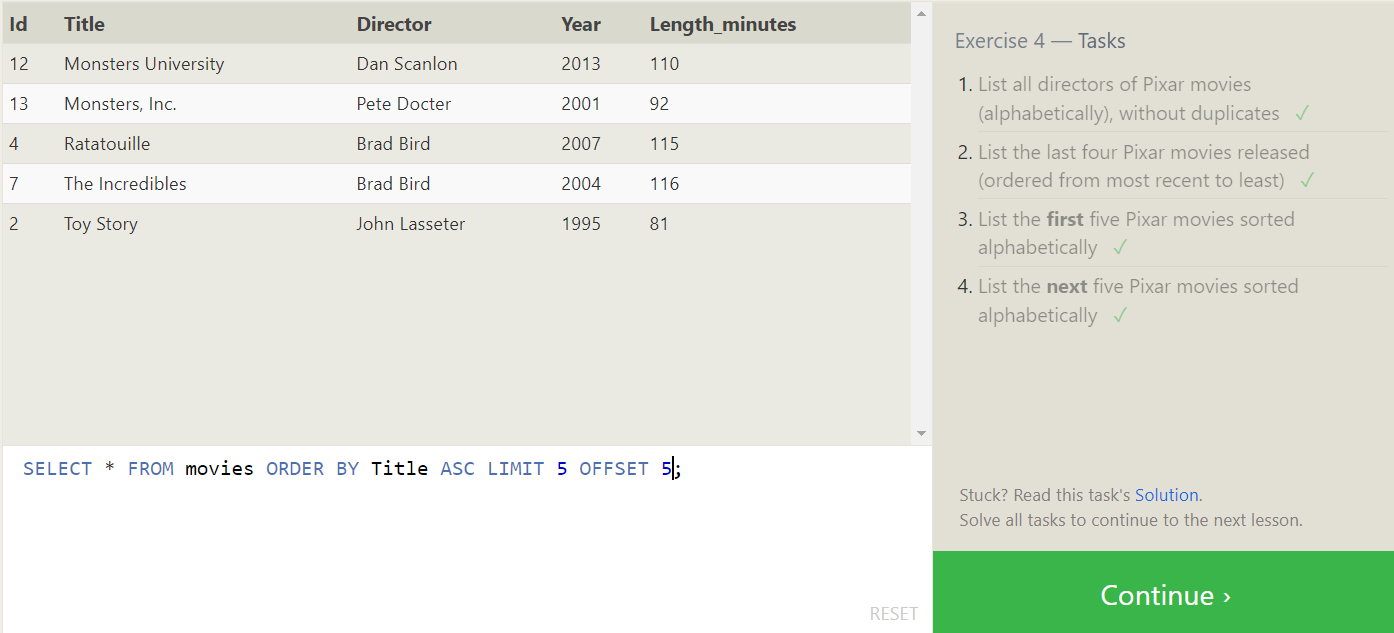 Id Title Director Year Length_minutes
12 Monsters University Dan Scanlon 2013 110
13 Monsters, Inc. Pete Docter 2001 92
4 Ratatouille Brad Bird 2007 115
7 The Incredibles Brad Bird 2004 116
2 Toy Story John Lasseter 1995 81
SELECT * FROM movies ORDER BY Title ASC LIMIT 5 OFFSET 5;
RESET
Exercise 4 — Tasks
1. List all directors of Pixar movies
(alphabetically), without duplicates ✓
2. List the last four Pixar movies released
(ordered from most recent to least) ✓
3. List the first five Pixar movies sorted
alphabetically ✓
4. List the next five Pixar movies sorted
alphabetically ✓
Stuck? Read this task's Solution.
Solve all tasks to continue to the next lesson.
Continue ›